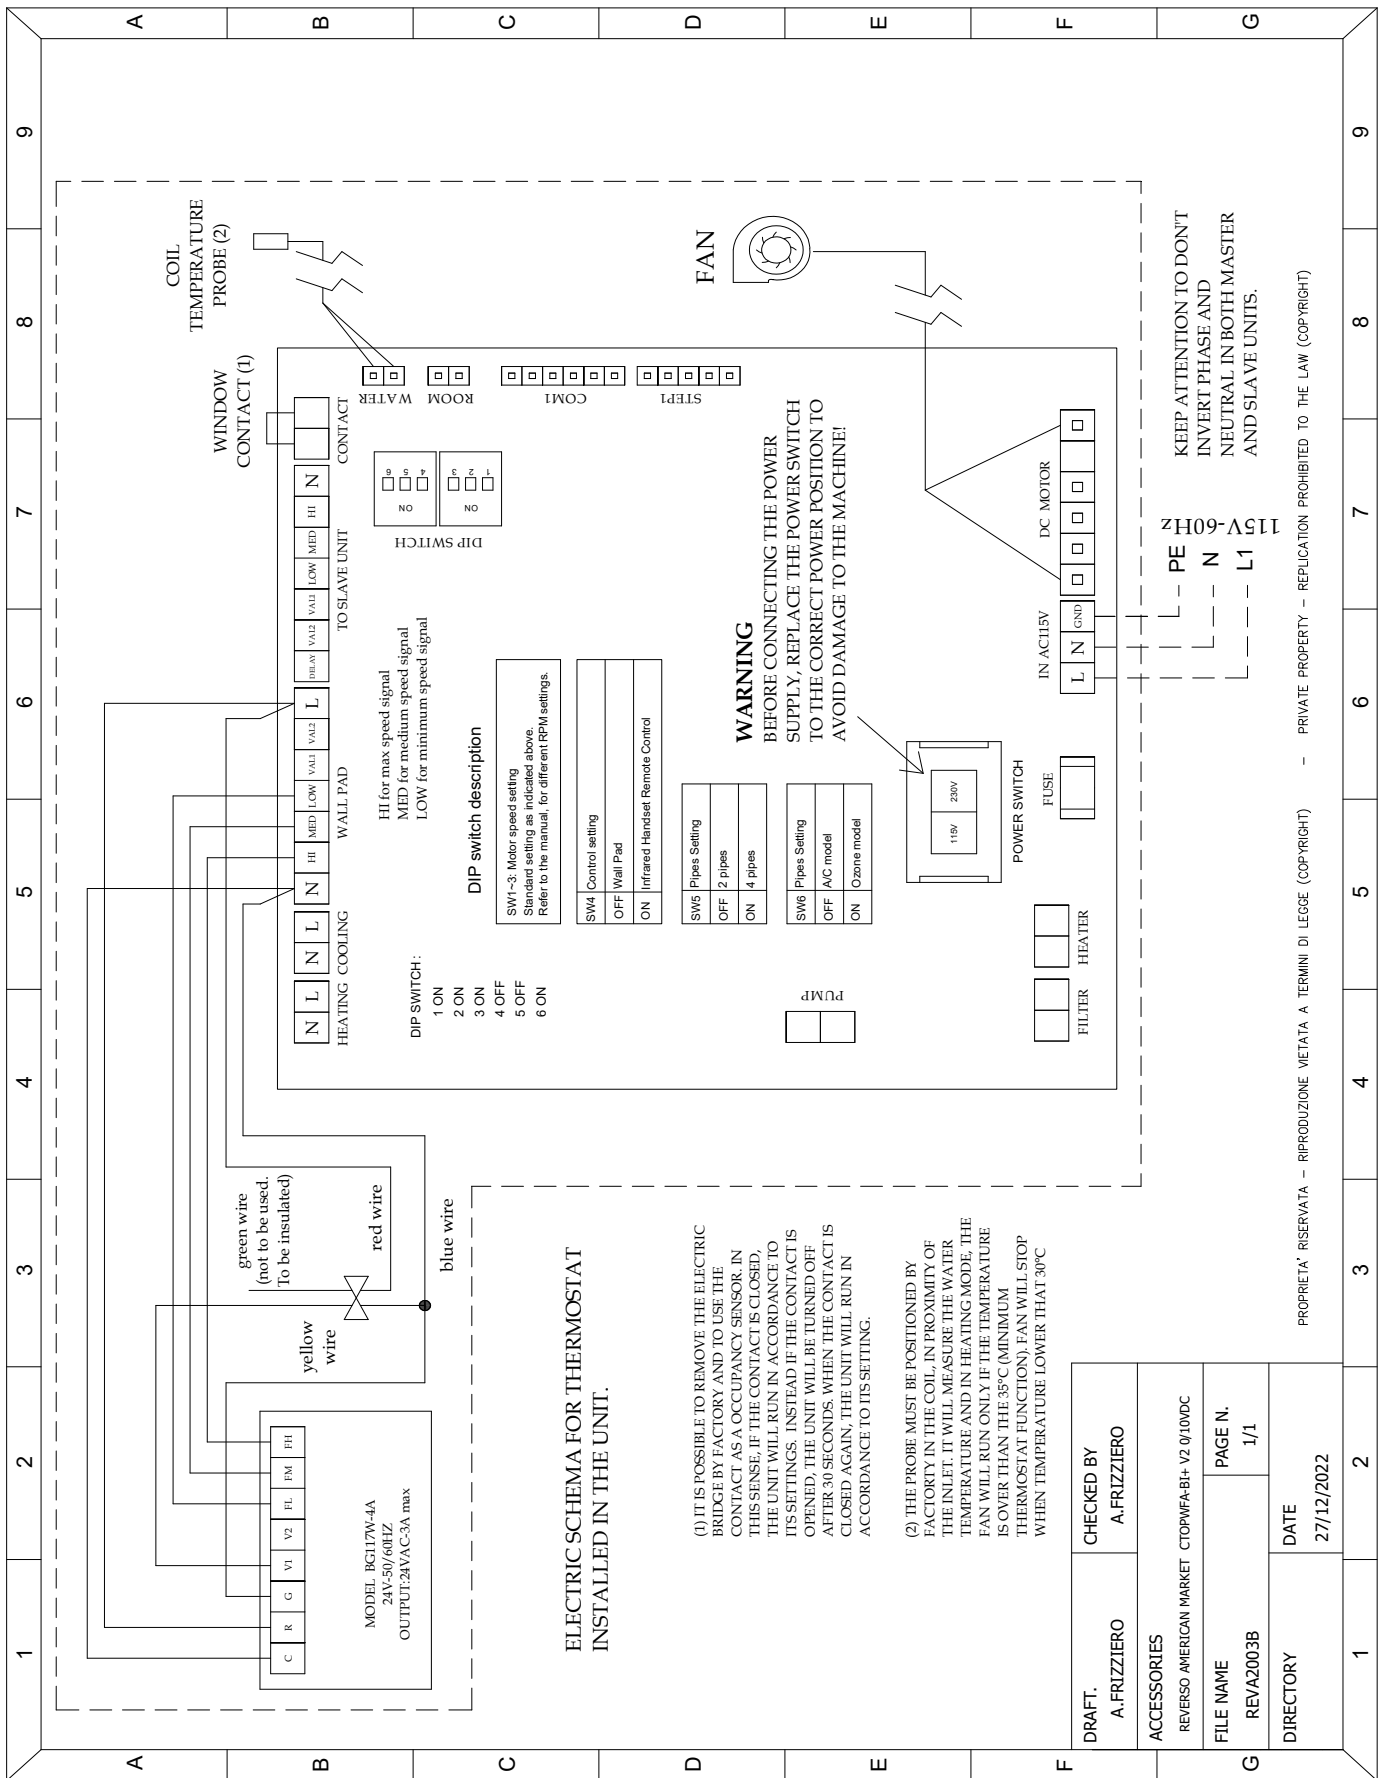 1
2
3
4
5
6
7
8
9
A
B
C
D
E
F
G
A
B
C
D
E
F
G
1
2
3
4
5
6
7
8
9
C
R
G
V1
V2
FL
FM
FH
MODEL BG117W-4A
24V-50/60HZ
OUTPUT:24VAC-3A max
yellow
wire
green wire
(not to be used.
To be insulated)
red wire
blue wire
N
L
HEATING
N
L
COOLING
N
HI
MED
LOW
VAL1
VAL2
L
WALL PAD
DELAY
VAL2
VAL1
LOW
MED
HI
N
TO SLAVE UNIT
CONTACT
WINDOW
CONTACT (1)
COIL
TEMPERATURE
PROBE (2)
WATER
ROOM
COM1
STEP1
DIP SWITCH
ON
4
5
6
ON
1
2
3
HI for max speed signal
MED for medium speed signal
LOW for minimum speed signal
DIP SWITCH :
1 ON
2 ON
3 ON
4 OFF
5 OFF
6 ON
DIP switch description
SW1~3: Motor speed setting
Standard setting as indicated above.
Refer to the manual, for different RPM settings.
SW4 Control setting
OFF Wall Pad
ON Infrared Handset Remote Control
SW5 Pipes Setting
OFF 2 pipes
ON 4 pipes
SW6 Pipes Setting
OFF A/C model
ON Ozone model
PUMP
WARNING
BEFORE CONNECTING THE POWER
SUPPLY, REPLACE THE POWER SWITCH
TO THE CORRECT POWER POSITION TO
AVOID DAMAGE TO THE MACHINE!
115V
230V
POWER SWITCH
FAN
FILTER
HEATER
FUSE
L
N
GND
IN AC115V
DC MOTOR
PE
N
L1
115V-60Hz
KEEP ATTENTION TO DON'T
INVERT PHASE AND
NEUTRAL IN BOTH MASTER
AND SLAVE UNITS.
ELECTRIC SCHEMA FOR THERMOSTAT
INSTALLED IN THE UNIT.
(1) IT IS POSSIBLE TO REMOVE THE ELECTRIC
BRIDGE BY FACTORY AND TO USE THE
CONTACT AS A OCCUPANCY SENSOR. IN
THIS SENSE, IF THE CONTACT IS CLOSED,
THE UNIT WILL RUN IN ACCORDANCE TO
ITS SETTINGS. INSTEAD IF THE CONTACT IS
OPENED, THE UNIT WILL BE TURNED OFF
AFTER 30 SECONDS. WHEN THE CONTACT IS
CLOSED AGAIN, THE UNIT WILL RUN IN
ACCORDANCE TO ITS SETTING.
(2) THE PROBE MUST BE POSITIONED BY
FACTORTY IN THE COIL, IN PROXIMITY OF
THE INLET. IT WILL MEASURE THE WATER
TEMPERATURE AND IN HEATING MODE, THE
FAN WILL RUN ONLY IF THE TEMPERATURE
IS OVER THAN THE 35°C (MINIMUM
THERMOSTAT FUNCTION). FAN WILL STOP
WHEN TEMPERATURE LOWER THAT 30°C
DRAFT.
A.FRIZZIERO
CHECKED BY
A.FRIZZIERO
ACCESSORIES
REVERSO AMERICAN MARKET CTOPWFA-BI+ V2 0/10VDC
FILE NAME
REVA2003B
PAGE N.
1/1
DIRECTORY
DATE
27/12/2022
PROPRIETA' RISERVATA - RIPRODUZIONE VIETATA A TERMINI DI LEGGE (COPYRIGHT) - PRIVATE PROPERTY - REPLICATION PROHIBITED TO THE LAW (COPYRIGHT)